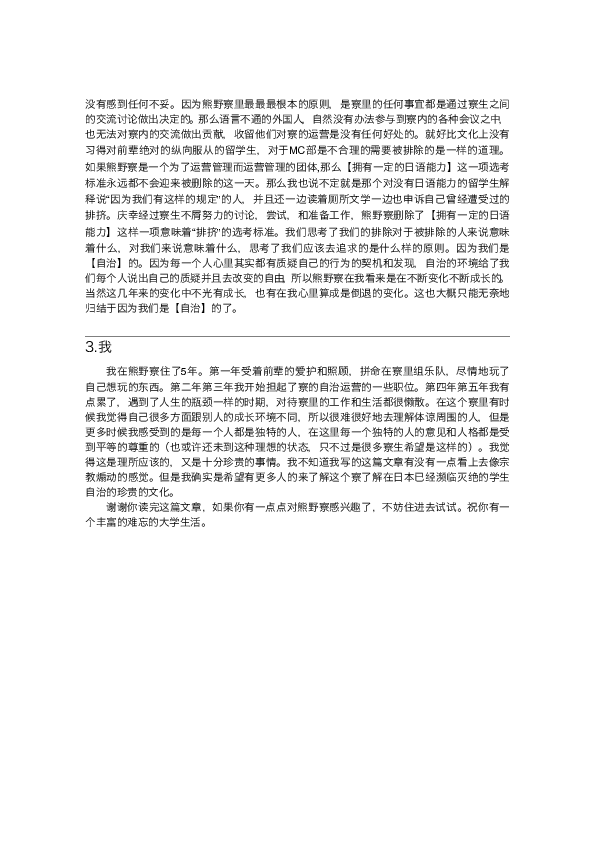 没有感到任何不妥。因为熊野寮里最最最根本的原则，是寮里的任何事宜都是通过寮生之间
的交流讨论做出决定的。那么语言不通的外国人，自然没有办法参与到寮内的各种会议之中，
也无法对寮内的交流做出贡献，收留他们对寮的运营是没有任何好处的。就好比文化上没有
习得对前辈绝对的纵向服从的留学生，对于MC部是不合理的需要被排除的是一样的道理。
如果熊野寮是一个为了运营管理而运营管理的团体,那么【拥有一定的日语能力】这一项选考
标准永远都不会迎来被删除的这一天。那么我也说不定就是那个对没有日语能力的留学生解
释说“因为我们有这样的规定”的人，并且还一边读着厕所文学一边也申诉自己曾经遭受过的
排挤。庆幸经过寮生不屑努力的讨论，尝试，和准备工作，熊野寮删除了【拥有一定的日语
能力】这样一项意味着“排挤”的选考标准。我们思考了我们的排除对于被排除的人来说意味
着什么，对我们来说意味着什么，思考了我们应该去追求的是什么样的原则。因为我们是
【自治】的。因为每一个人心里其实都有质疑自己的行为的契机和发现，自治的环境给了我
们每个人说出自己的质疑并且去改变的自由，所以熊野寮在我看来是在不断变化不断成长的。
当然这几年来的变化中不光有成长，也有在我心里算成是倒退的变化。这也大概只能无奈地
归结于因为我们是【自治】的了。
3.我
我在熊野寮住了5年。第一年受着前辈的爱护和照顾，拼命在寮里组乐队，尽情地玩了
自己想玩的东西。第二年第三年我开始担起了寮的自治运营的一些职位。第四年第五年我有
点累了，遇到了人生的瓶颈一样的时期，对待寮里的工作和生活都很懒散。在这个寮里有时
候我觉得自己很多方面跟别人的成长环境不同，所以很难很好地去理解体谅周围的人，但是
更多时候我感受到的是每一个人都是独特的人，在这里每一个独特的人的意见和人格都是受
到平等的尊重的（也或许还未到这种理想的状态，只不过是很多寮生希望是这样的）。我觉
得这是理所应该的，又是十分珍贵的事情。我不知道我写的这篇文章有没有一点看上去像宗
教煽动的感觉。但是我确实是希望有更多人的来了解这个寮了解在日本已经濒临灭绝的学生
自治的珍贵的文化。
谢谢你读完这篇文章，如果你有一点点对熊野寮感兴趣了，不妨住进去试试。祝你有一
个丰富的难忘的大学生活。